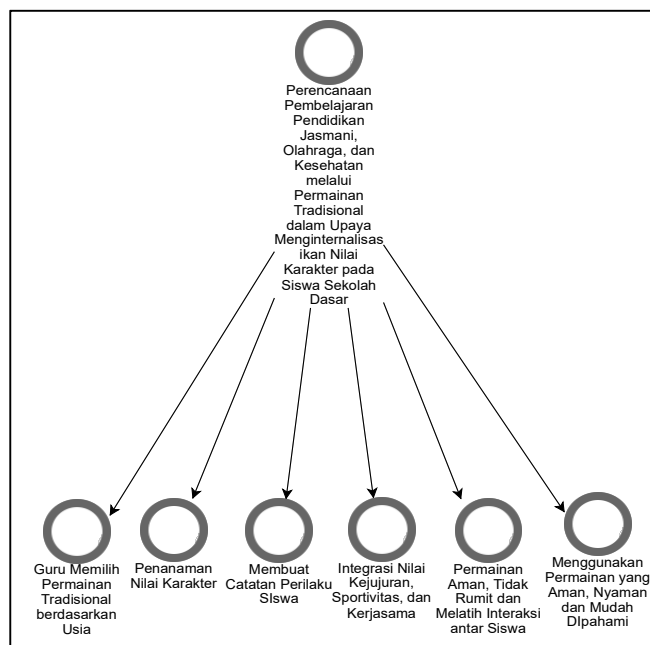 Perencanaan
Pembelajaran
Pendidikan
Jasmani,
Olahraga, dan
Kesehatan
melalui
Permainan
Tradisional
dalam Upaya
Menginternalisas
ikan Nilai
Karakter pada
Siswa Sekolah
Dasar
Guru Memilih
Permainan
Tradisional
berdasarkan
Usia
Penanaman
Nilai Karakter
Membuat
Catatan Perilaku
SIswa
Integrasi Nilai
Kejujuran,
Sportivitas, dan
Kerjasama
Permainan
Aman, Tidak
Rumit dan
Melatih Interaksi
antar Siswa
Menggunakan
Permainan yang
Aman, Nyaman
dan Mudah
DIpahami